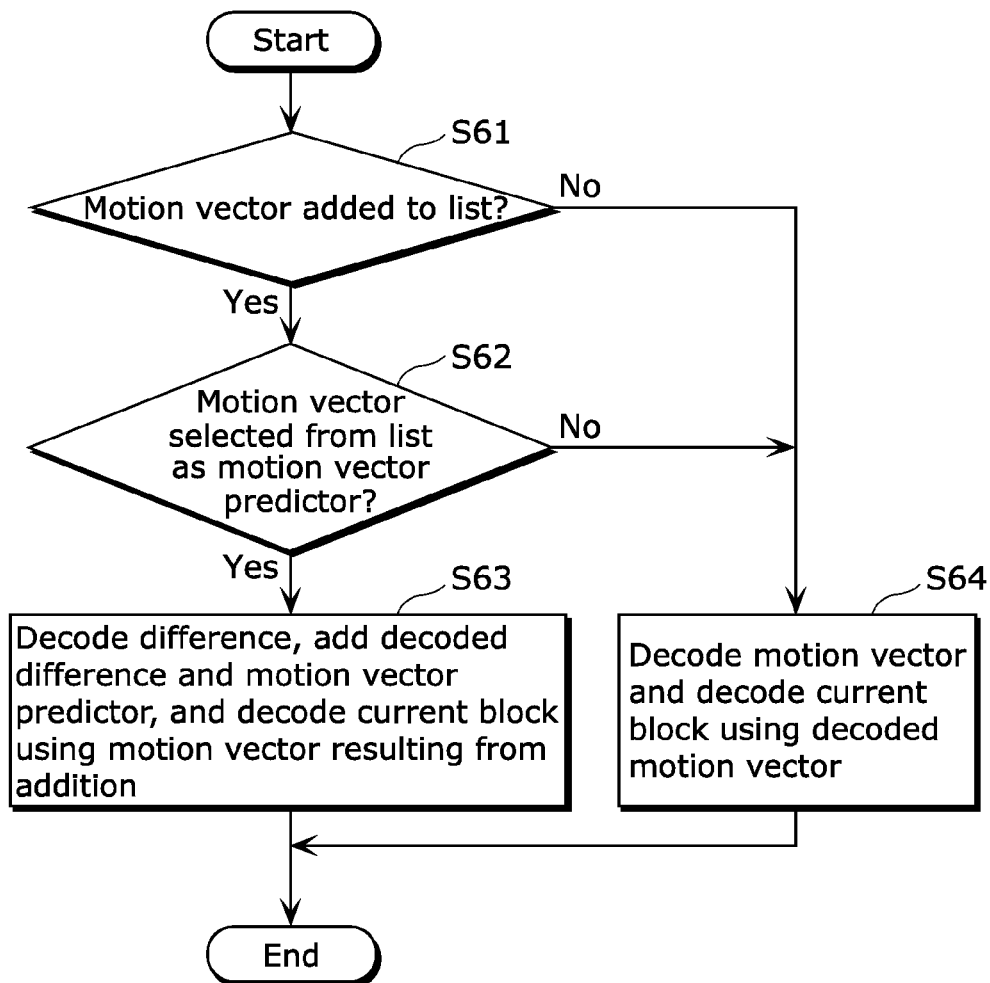 Start
S61
Motion vector added to list?
No
Yes
S62
Motion vector
selected from list
as motion vector
predictor?
No
Yes
S63
Decode difference, add decoded
difference and motion vector
predictor, and decode current block
using motion vector resulting from
addition
S64
Decode motion vector
and decode current
block using decoded
motion vector
End